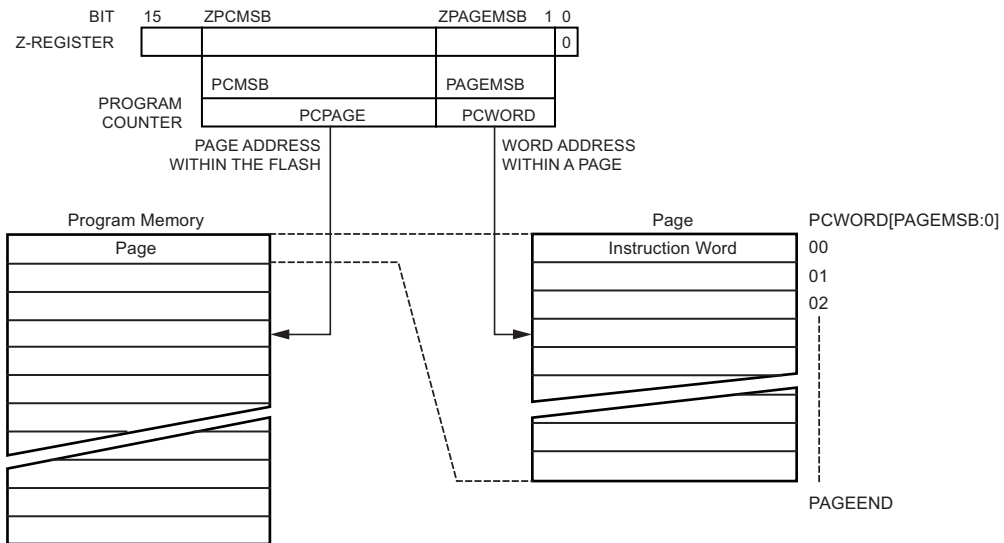 BIT 15 ZPCMSB ZPAGEMSB 1 0
Z-REGISTER 0
PCMSB PAGEMSB
PROGRAM
COUNTER
PCPAGE PCWORD
PAGE ADDRESS
WITHIN THE FLASH
WORD ADDRESS
WITHIN A PAGE
Program Memory
Page
Page PCWORD[PAGEMSB:0]
Instruction Word 00
01
02
PAGEEND